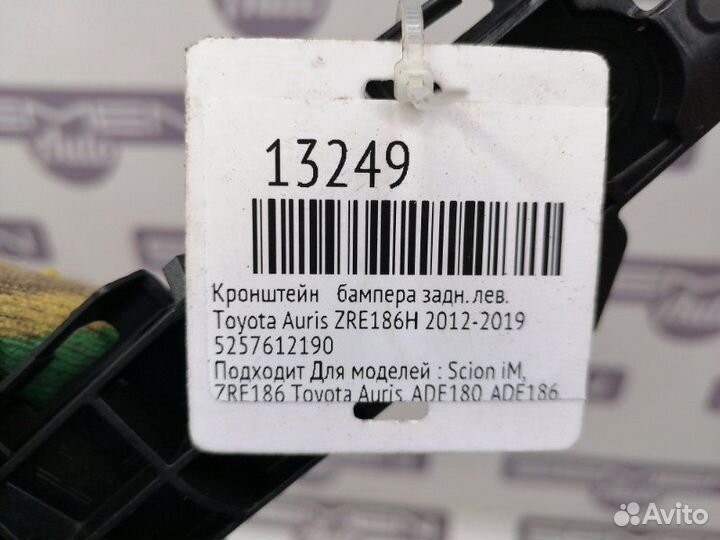 13249
Кронштейн бампера задн. лев.
Toyota Auris ZRE186H 2012-2019
5257612190
Подходит Для моделей : Scion iM,
ZRE186 Toyota Auris, ADE180 ADE186,
Avito